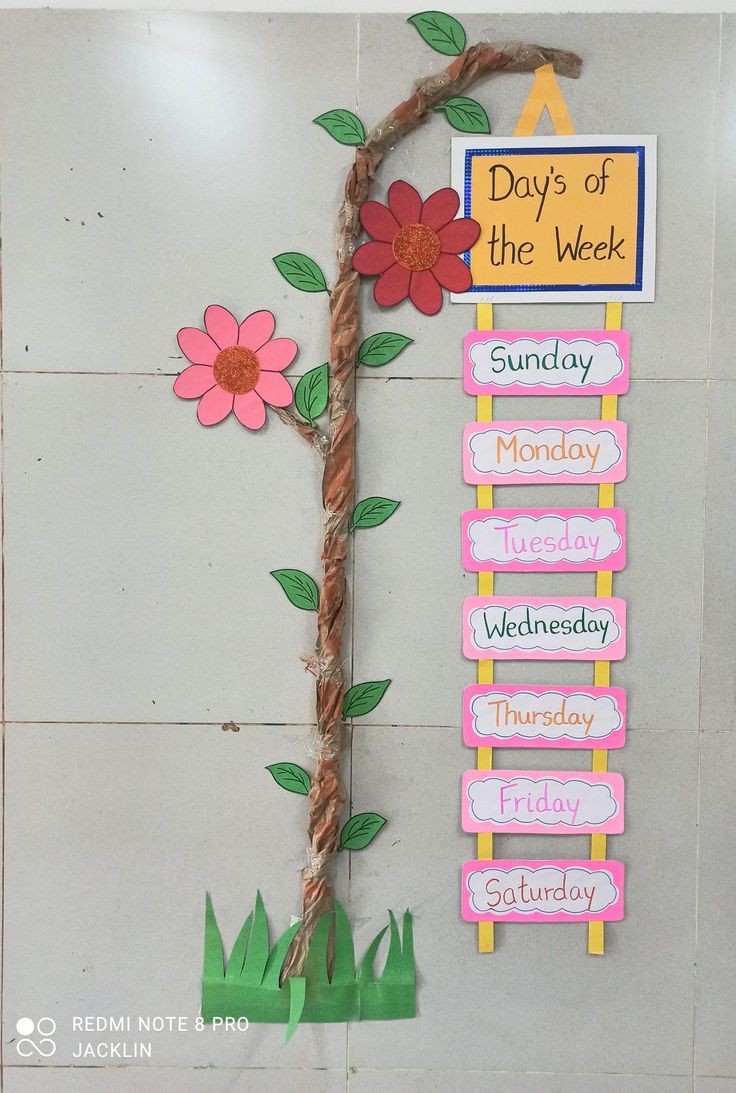 Day's of
the Week
Sunday
Monday
Tuesday
Wednesday
Thursday
Friday
Saturday
REDMI NOTE 8 PRO
JACKLIN